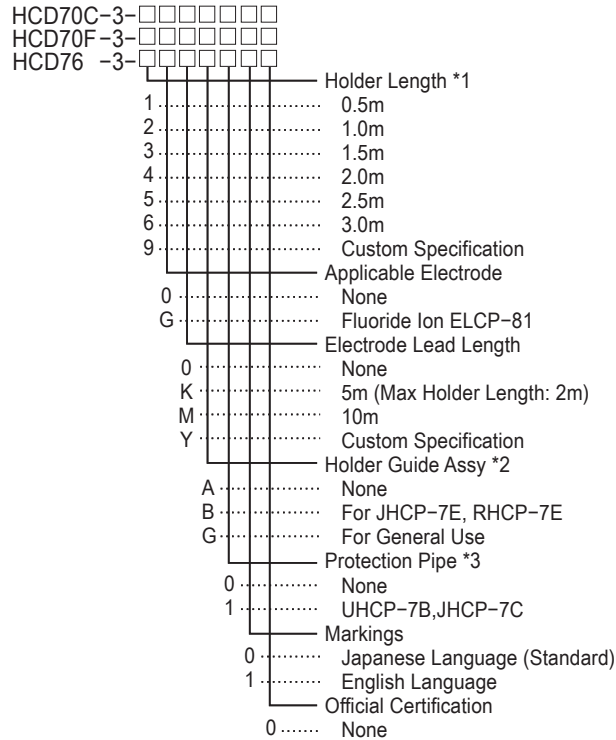 HCD70C-3-□□□□□□□
HCD70F-3-□□□□□□□
HCD76 -3-□□□□□□□
Holder Length *1
1 0.5m
2 1.0m
3 1.5m
4 2.0m
5 2.5m
6 3.0m
9 Custom Specification
Applicable Electrode
0 None
G Fluoride Ion ELCP-81
Electrode Lead Length
0 None
K 5m (Max Holder Length: 2m)
M 10m
Y Custom Specification
Holder Guide Assy *2
A None
B For JHCP-7E, RHCP-7E
G For General Use
Protection Pipe *3
0 None
1 UHCP-7B,JHCP-7C
Markings
0 Japanese Language (Standard)
1 English Language
Official Certification
0 None